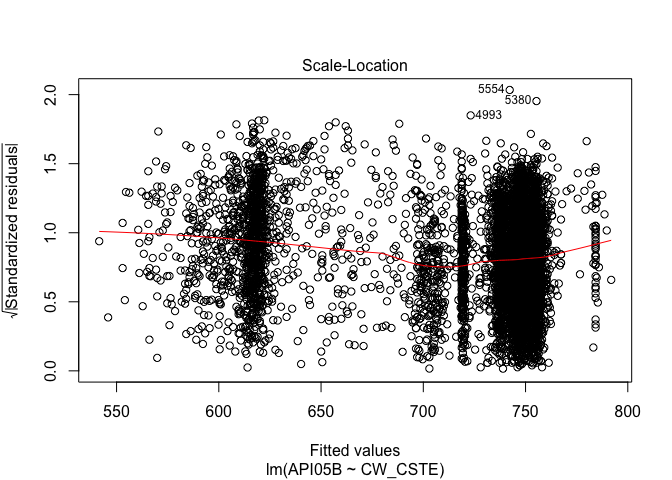 Scale-Location
√|Standardized residuals|
2.0
1.5
1.0
0.5
0.0
5554
5380
4993
550 600 650 700 750 800
Fitted values
lm(API05B ~ CW_CSTE)